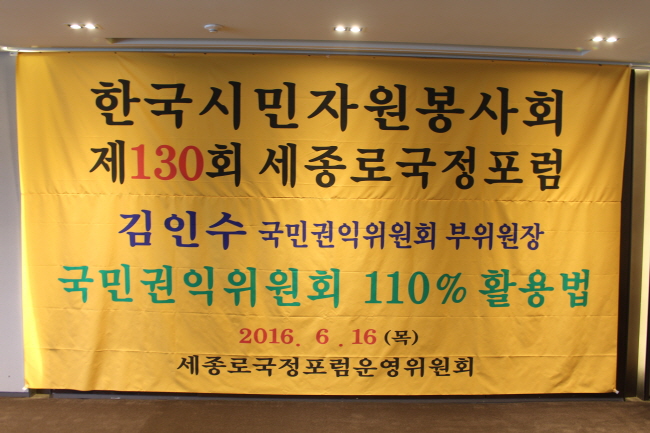 한국시민자원봉사회
제130회 세종로국정포럼
김인수 국민권익위원회 부위원장
국민권익위원회 110% 활용법
2016. 6. 16 (목)
세종로국정포럼운영위원회